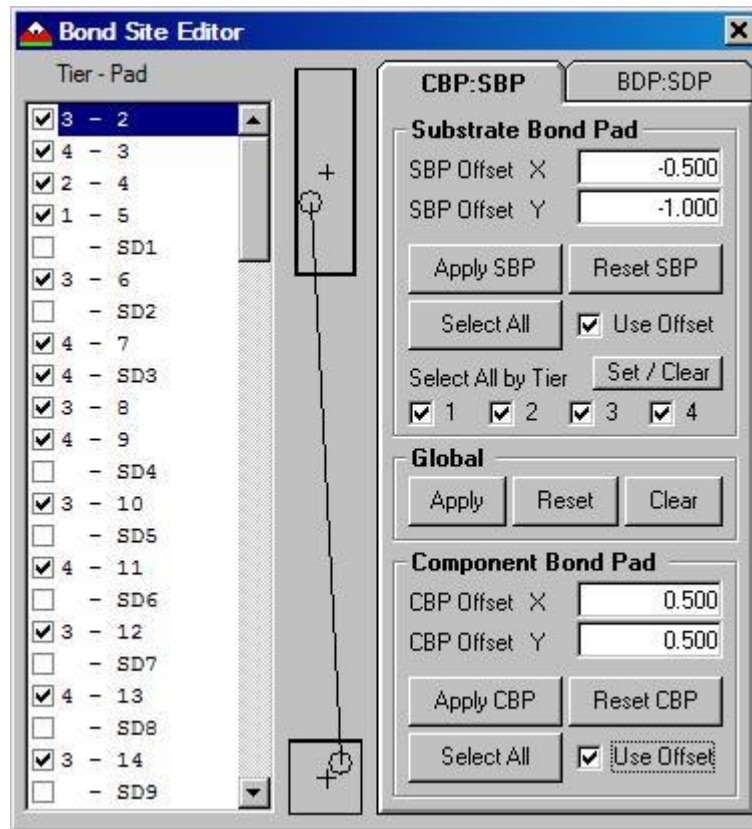 Bond Site Editor
Tier - Pad
3 - 2
4 - 3
2 - 4
1 - 5
- SD1
3 - 6
- SD2
4 - 7
4 - SD3
3 - 8
4 - 9
- SD4
3 - 10
- SD5
4 - 11
- SD6
3 - 12
- SD7
4 - 13
- SD8
3 - 14
- SD9
CBP:SBP
BDP:SDP
Substrate Bond Pad
SBP Offset X -0.500
SBP Offset Y -1.000
Apply SBP Reset SBP
Select All Use Offset
Select All by Tier Set / Clear
1 2 3 4
Global
Apply Reset Clear
Component Bond Pad
CBP Offset X 0.500
CBP Offset Y 0.500
Apply CBP Reset CBP
Select All Use Offset